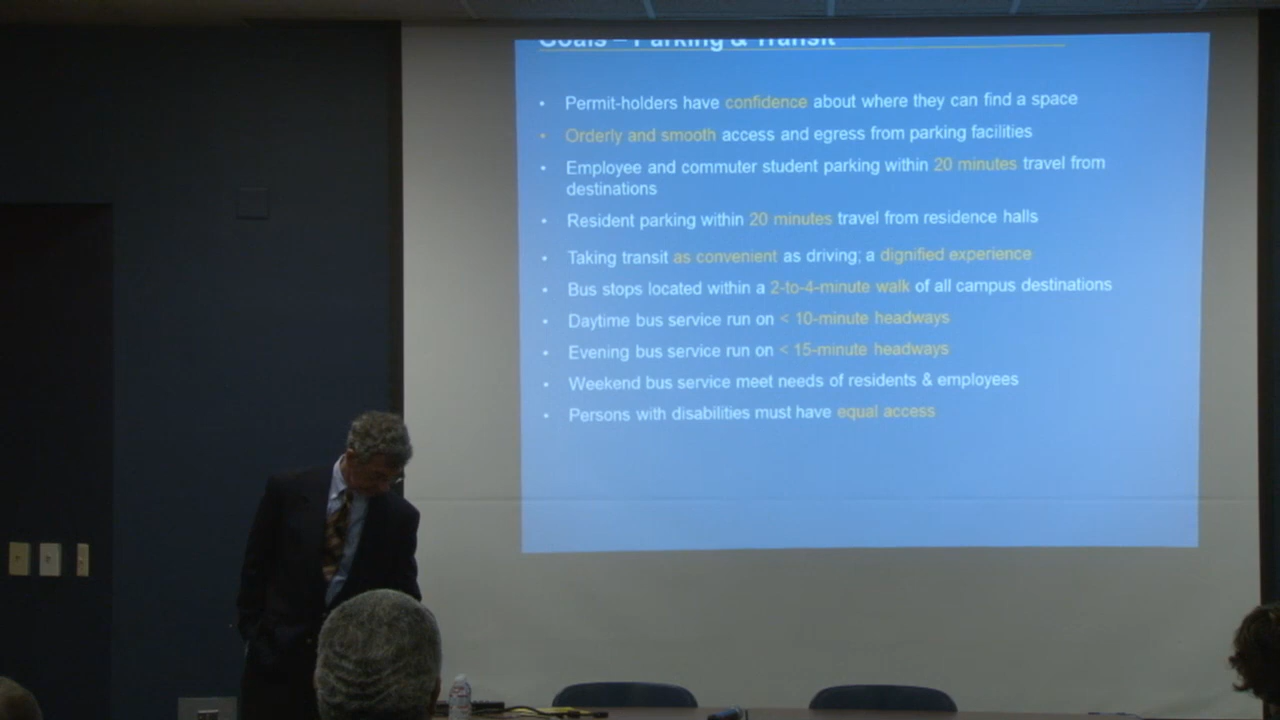 Goals – Parking & Transit
• Permit-holders have confidence about where they can find a space
• Orderly and smooth access and egress from parking facilities
• Employee and commuter student parking within 20 minutes travel from
destinations
• Resident parking within 20 minutes travel from residence halls
• Taking transit as convenient as driving; a dignified experience
• Bus stops located within a 2-to-4-minute walk of all campus destinations
• Daytime bus service run on < 10-minute headways
• Evening bus service run on < 15-minute headways
• Weekend bus service meet needs of residents & employees
• Persons with disabilities must have equal access